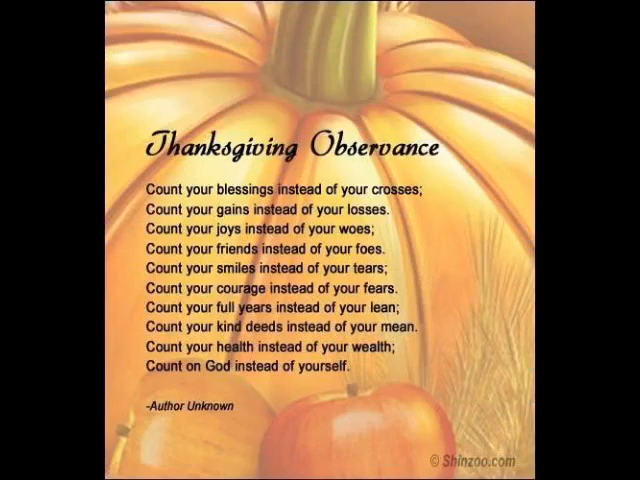 Thanksgiving Observance
Count your blessings instead of your crosses;
Count your gains instead of your losses.
Count your joys instead of your woes;
Count your friends instead of your foes.
Count your smiles instead of your tears;
Count your courage instead of your fears.
Count your full years instead of your lean;
Count your kind deeds instead of your mean.
Count your health instead of your wealth;
Count on God instead of yourself.
-Author Unknown
© Shinzoo.com